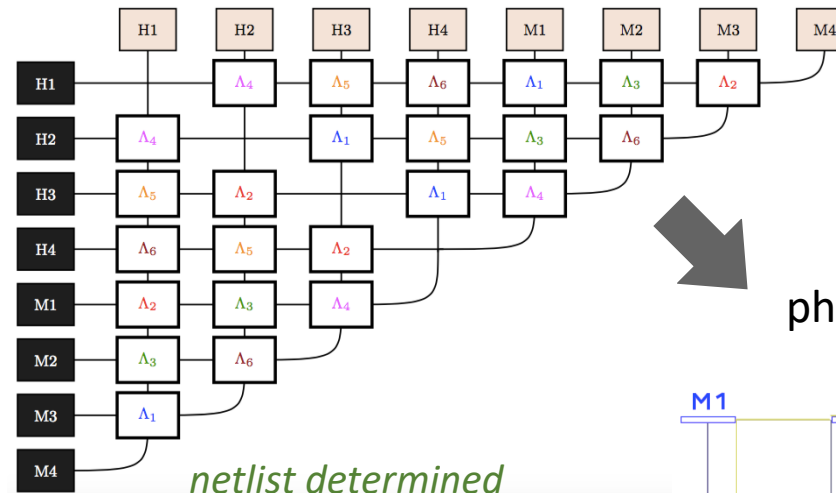 H1 H2 H3 H4 M1 M2 M3 M4
H1 Λ4 Λ5 Λ6 Λ1 Λ3 Λ2
H2 Λ4 Λ1 Λ5 Λ3 Λ6
H3 Λ5 Λ2 Λ1 Λ4
H4 Λ6 Λ5 Λ2
M1 Λ2 Λ3 Λ4
M2 Λ3 Λ6
ph
M3 Λ1
M1
M4
netlist determined